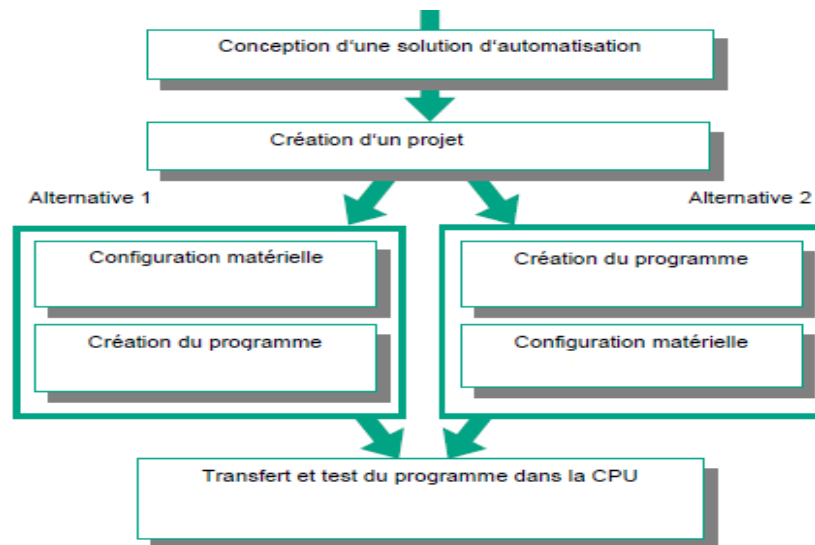 Conception d‘une solution d‘automatisation
Création d‘un projet
Alternative 1
Alternative 2
Configuration matérielle
Création du programme
Création du programme
Configuration matérielle
Transfert et test du programme dans la CPU